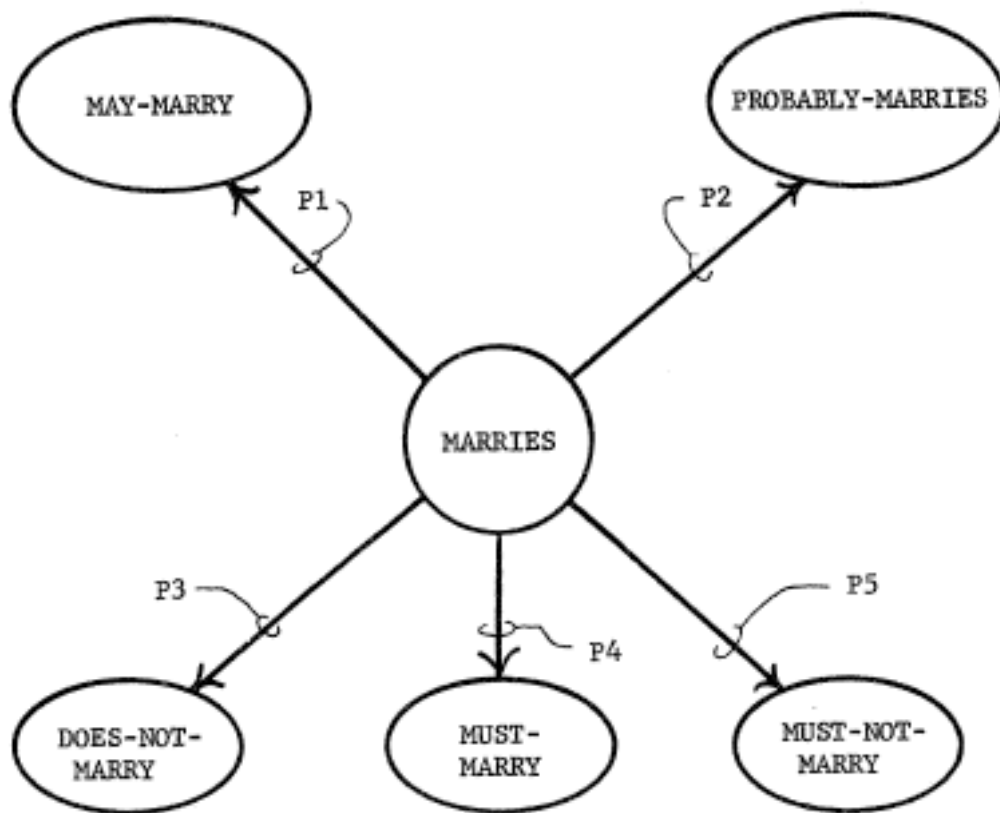 MAY-MARRY
PROBABLY-MARRIES
P1
P2
MARRIES
P3
P4
P5
DOES-NOT-
MARRY
MUST-
MARRY
MUST-NOT-
MARRY